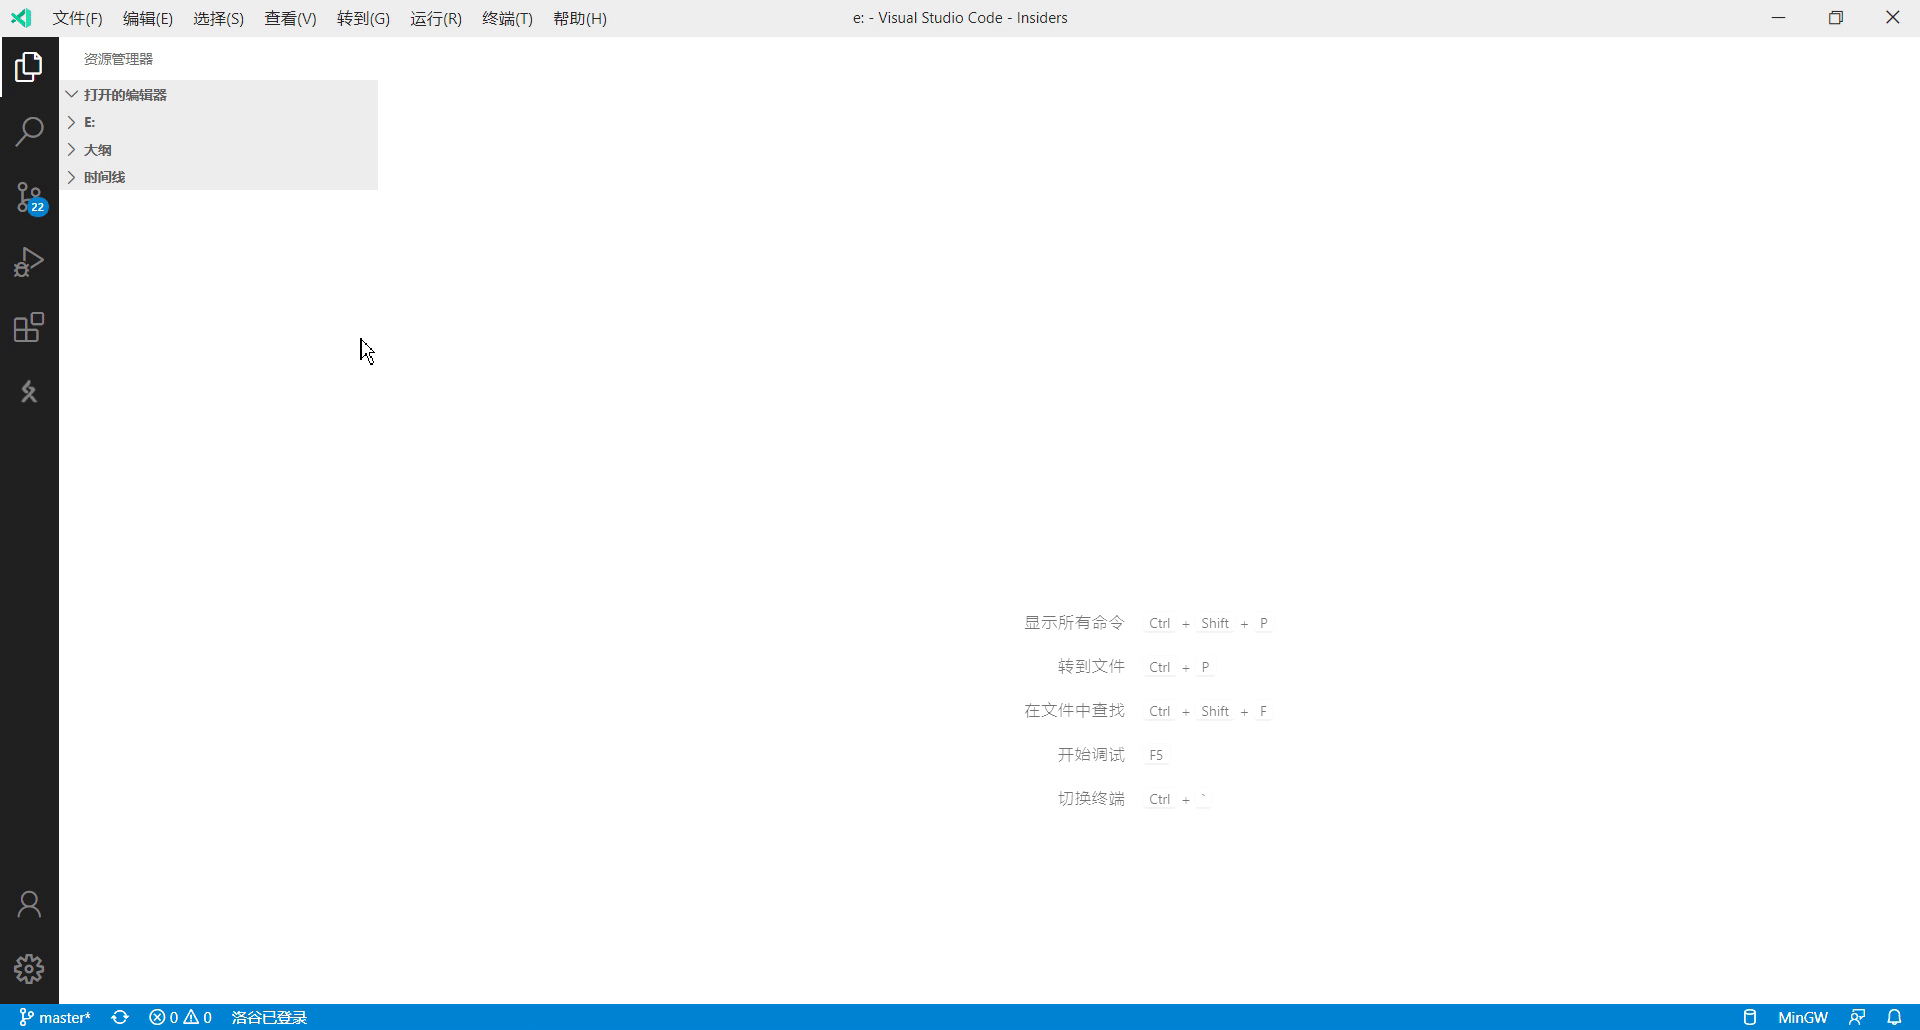 文件(F) 编辑(E) 选择(S) 查看(V) 转到(G) 运行(R) 终端(T) 帮助(H) e: - Visual Studio Code - Insiders
资源管理器
打开的编辑器
E:
大纲
时间线
22
显示所有命令 Ctrl + Shift + P
转到文件 Ctrl + P
在文件中查找 Ctrl + Shift + F
开始调试 F5
切换终端 Ctrl + `
master* 0 0 洛谷已登录 MinGW